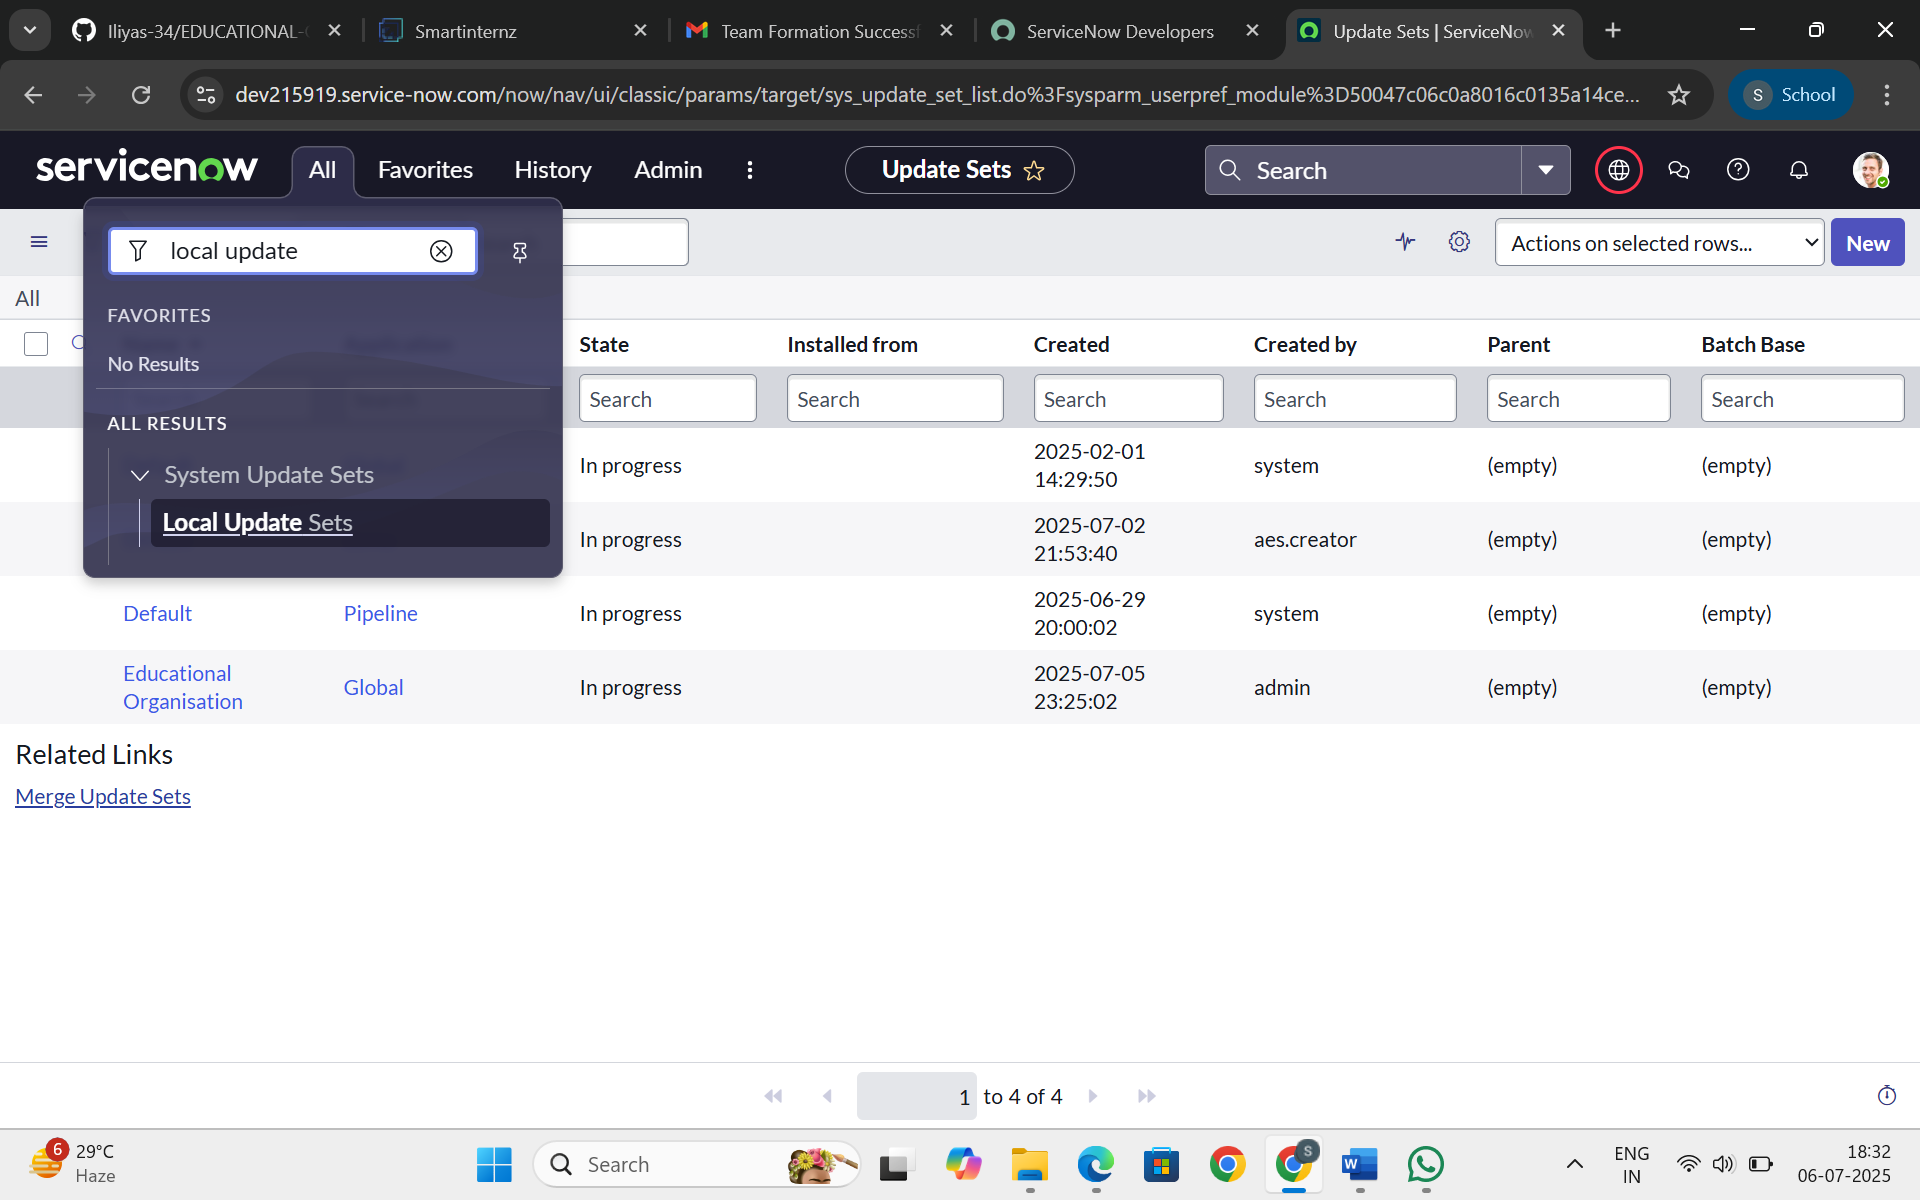 Iliyas-34/EDUCATIONAL-
Smartinternz
Team Formation Success
ServiceNow Developers
Update Sets | ServiceNow
dev215919.service-now.com/now/nav/ui/classic/params/target/sys_update_set_list.do%3Fsysparm_userpref_module%3D50047c06c0a8016c0135a14ce...
S School
servicenow
All
Favorites
History
Admin
Update Sets
Search
local update
Actions on selected rows...
New
All
FAVORITES
No Results
ALL RESULTS
System Update Sets
Local Update Sets
State
Installed from
Created
Created by
Parent
Batch Base
Search
Search
Search
Search
Search
Search
In progress
2025-02-01
14:29:50
system
(empty)
(empty)
In progress
2025-07-02
21:53:40
aes.creator
(empty)
(empty)
Default
Pipeline
In progress
2025-06-29
20:00:02
system
(empty)
(empty)
Educational
Organisation
Global
In progress
2025-07-05
23:25:02
admin
(empty)
(empty)
Related Links
Merge Update Sets
1 to 4 of 4
6
29°C
Haze
Search
S
W
ENG
IN
18:32
06-07-2025